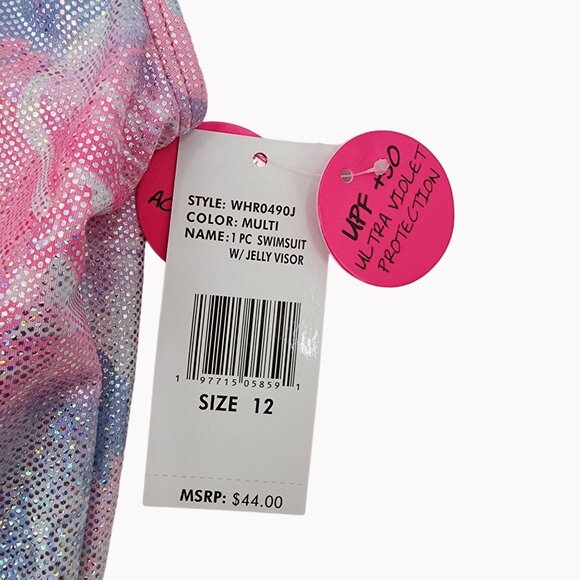 STYLE: WHR0490J
COLOR: MULTI
NAME: 1 PC SWIMSUIT
W/ JELLY VISOR
1 97715 05859 1
SIZE 12
MSRP: $44.00
UPF +50
ULTRA VIOLET
PROTECTION